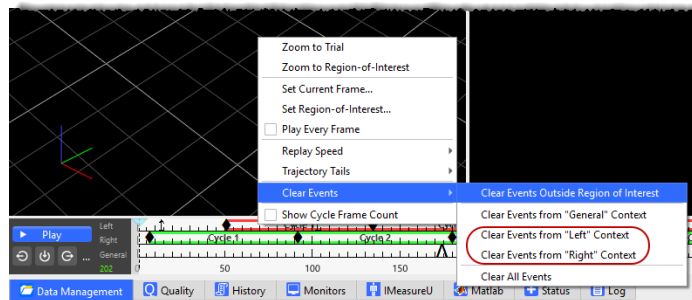 Zoom to Trial
Zoom to Region-of-Interest
Set Current Frame...
Set Region-of-Interest...
Play Every Frame
Replay Speed
Trajectory Tails
Clear Events
Clear Events Outside Region of Interest
Show Cycle Frame Count
Clear Events from "General" Context
Clear Events from "Left" Context
Clear Events from "Right" Context
Clear All Events
Play
Left
Right
General
...
202
Cycle 1
Cycle 2
0
50
100
150
Data Management
Quality
History
Monitors
IMeasureU
Matlab
Status
Log